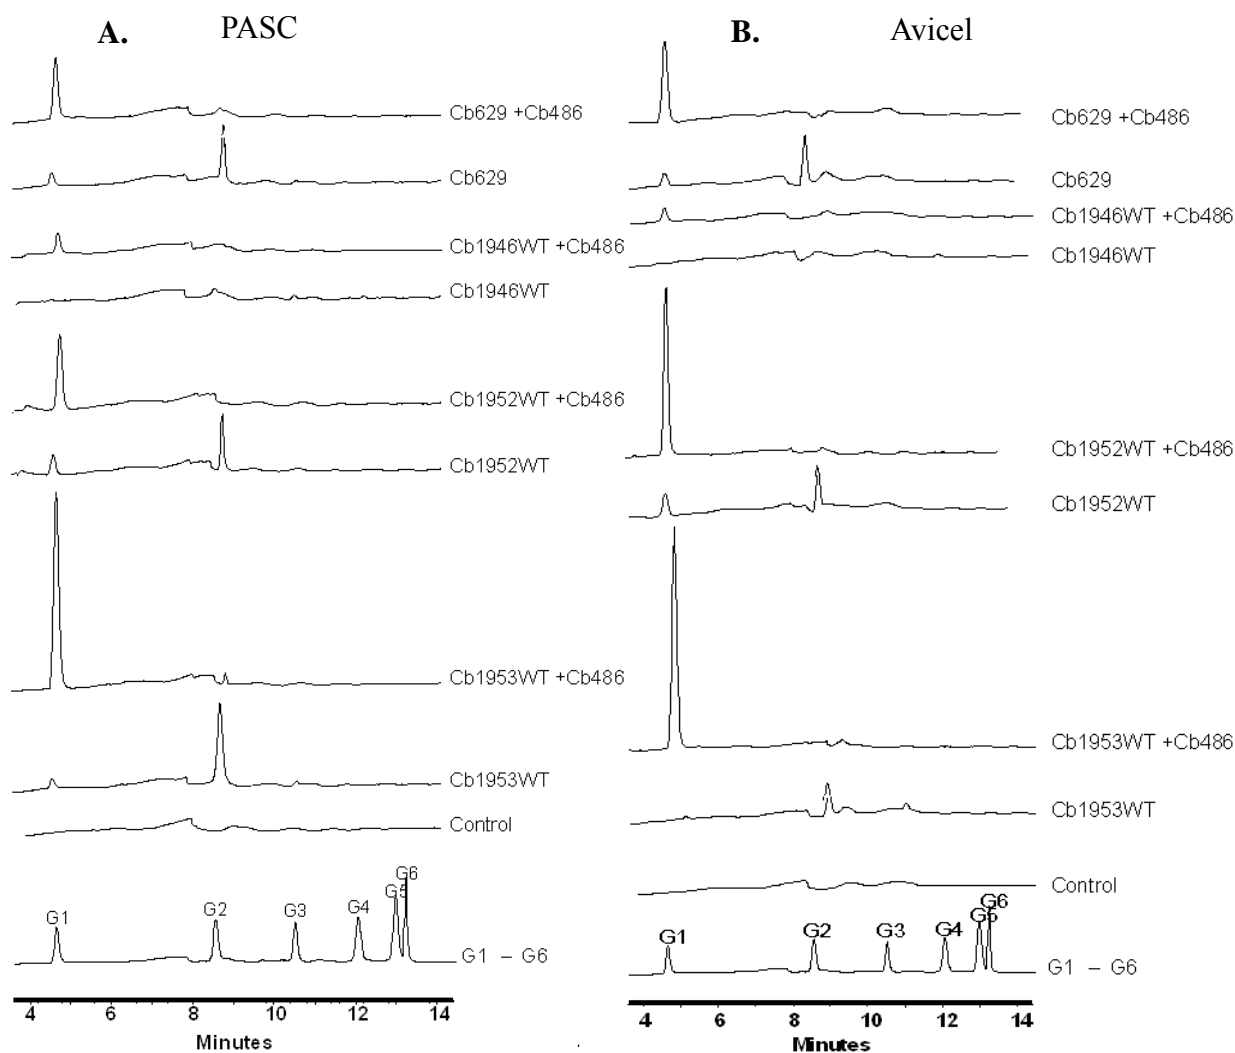 A. PASC
Cb629 +Cb486
Cb629
Cb1946WT +Cb486
Cb1946WT
Cb1952WT +Cb486
Cb1952WT
Cb1953WT +Cb486
Cb1953WT
Control
G1 G2 G3 G4 G5 G6
G1 – G6
4 6 8 10 12 14
Minutes
B. Avicel
Cb629 +Cb486
Cb629
Cb1946WT +Cb486
Cb1946WT
Cb1952WT +Cb486
Cb1952WT
Cb1953WT +Cb486
Cb1953WT
Control
G1 G2 G3 G4 G5 G6
G1 – G6
4 6 8 10 12 14
Minutes